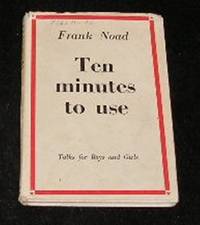 Frank Noad
Ten
minutes
to use
Talks for Boys and Girls